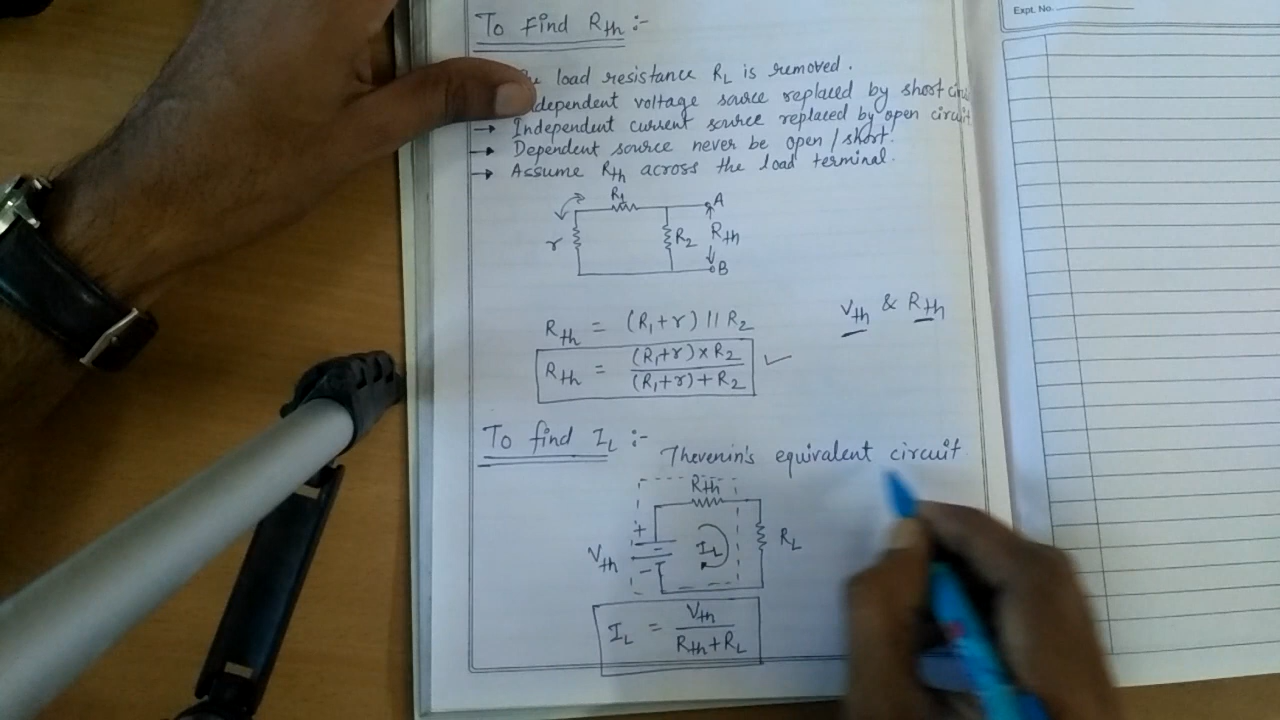 To Find Rth :-
load resistance RL is removed.
dependent voltage source replaced by short circu
→ Independent current source replaced by open circuit
→ Dependent source never be open / short.
→ Assume Rth across the load terminal.
R1
A
r
R2
Rth
B
Rth = (R1+r) || R2
Vth & Rth
Rth = (R1+r)×R2 / (R1+r)+R2 ✓
To find IL :-
Thevenin's equivalent circuit
Rth
+
Vth
-
IL
RL
IL = Vth / Rth+RL
Expt. No.